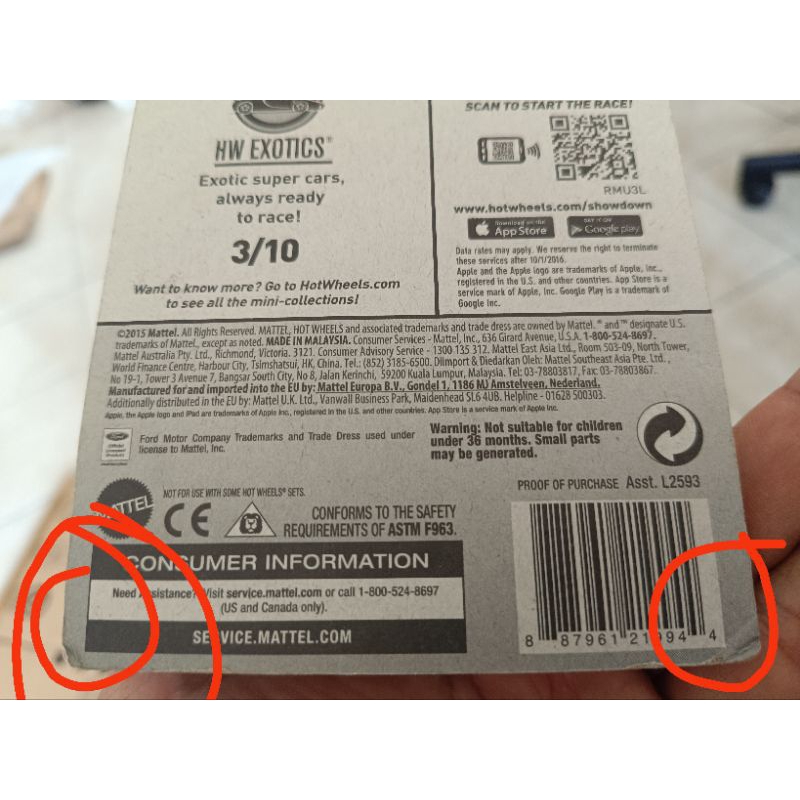 HW EXOTICS®
Exotic super cars,
always ready
to race!
3/10
Want to know more? Go to HotWheels.com
to see all the mini-collections!
SCAN TO START THE RACE!
RMU3L
www.hotwheels.com/showdown
Download on the App Store
GET IT ON Google play
Data rates may apply. We reserve the right to terminate
these services after 10/1/2016.
Apple and the Apple logo are trademarks of Apple, Inc.,
registered in the U.S. and other countries. App Store is a
service mark of Apple, Inc. Google Play is a trademark of
Google Inc.
©2015 Mattel. All Rights Reserved. MATTEL, HOT WHEELS and associated trademarks and trade dress are owned by Mattel. ® and ™ designate U.S.
trademarks of Mattel, except as noted. MADE IN MALAYSIA. Consumer Services - Mattel, Inc., 636 Girard Avenue, U.S.A. 1-800-524-8697.
Mattel Australia Pty. Ltd., Richmond, Victoria. 3121. Consumer Advisory Service - 1300 135 312. Mattel East Asia Ltd., Room 503-09, North Tower,
World Finance Centre, Harbour City, Tsimshatsui, HK, China. Tel.: (852) 3185-6500. Diimport & Diedarkan Oleh: Mattel Southeast Asia Pte. Ltd.,
No 19-1, Tower 3 Avenue 7, Bangsar South City, No 8, Jalan Kerinchi, 59200 Kuala Lumpur, Malaysia. Tel: 03-78803817, Fax: 03-78803867.
Manufactured for and imported into the EU by: Mattel Europa B.V., Gondel 1, 1186 MJ Amstelveen, Nederland.
Additionally distributed in the EU by: Mattel U.K. Ltd., Vanwall Business Park, Maidenhead SL6 4UB. Helpline - 01628 500303.
Apple, the Apple logo and iPad are trademarks of Apple Inc., registered in the U.S. and other countries. App Store is a service mark of Apple Inc.
Ford Motor Company Trademarks and Trade Dress used under
license to Mattel, Inc.
Warning: Not suitable for children
under 36 months. Small parts
may be generated.
PROOF OF PURCHASE Asst. L2593
MATTEL
NOT FOR USE WITH SOME HOT WHEELS® SETS.
CE
CONFORMS TO THE SAFETY
REQUIREMENTS OF ASTM F963.
CONSUMER INFORMATION
Need Assistance? Visit service.mattel.com or call 1-800-524-8697
(US and Canada only).
SERVICE.MATTEL.COM
8 87961 21094 4